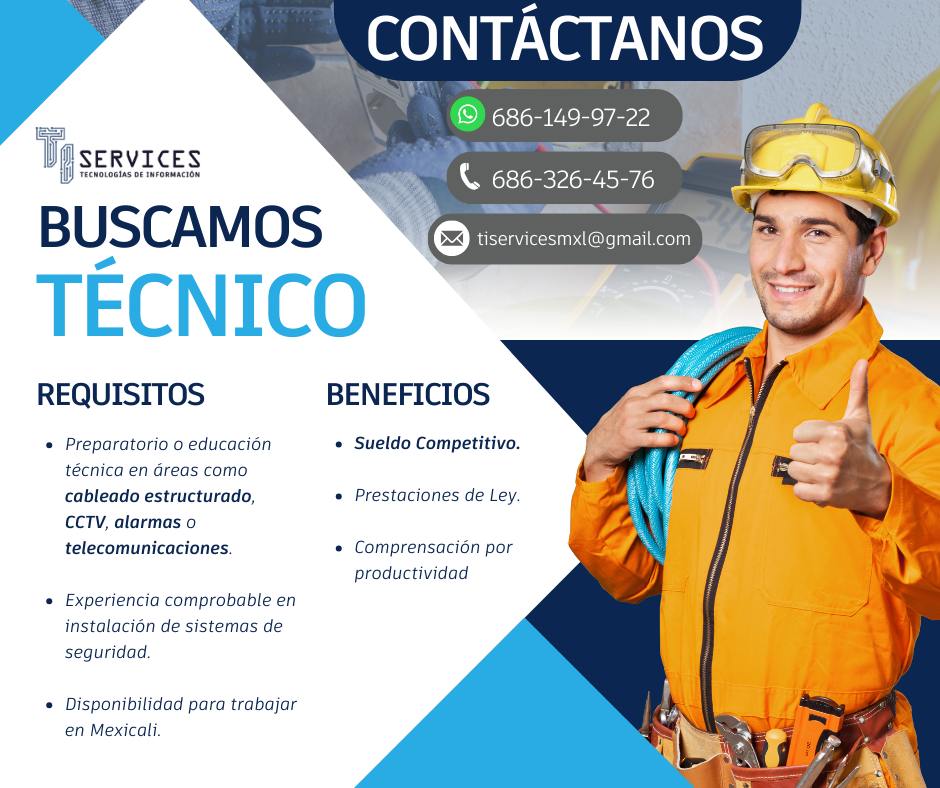 CONTÁCTANOS
686-149-97-22
686-326-45-76
tiservicesmxl@gmail.com
TI SERVICES
TECNOLOGÍAS DE INFORMACIÓN
BUSCAMOS
TÉCNICO
REQUISITOS
• Preparatorio o educación
técnica en áreas como
cableado estructurado,
CCTV, alarmas o
telecomunicaciones.
• Experiencia comprobable en
instalación de sistemas de
seguridad.
• Disponibilidad para trabajar
en Mexicali.
BENEFICIOS
• Sueldo Competitivo.
• Prestaciones de Ley.
• Comprensación por
productividad